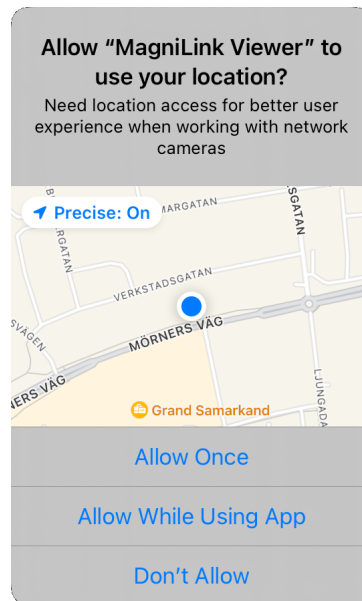 Allow “MagniLink Viewer” to
use your location?
Need location access for better user
experience when working with network
cameras
Precise: On
MARGATAN
SGATAN
RGATAN
VERKSTADSGATAN
SVÄGEN
MÖRNERS VÄG
NERS VÄG
LJUNGADA
Grand Samarkand
Allow Once
Allow While Using App
Don’t Allow